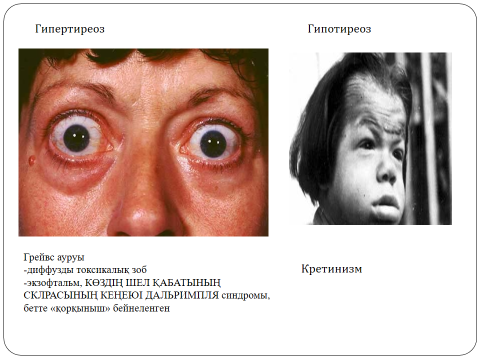 Гипертиреоз
Гипотиреоз
Грейвс ауруы
-диффузды токсикалық зоб
-экзофтальм, КӨЗДІҢ ШЕЛ ҚАБАТЫНЫҢ
СКЛРАСЫНЫҢ КЕҢЕЮІ ДАЛЬРИМПЛЯ синдромы,
бетте «қорқыныш» бейнеленген
Кретинизм